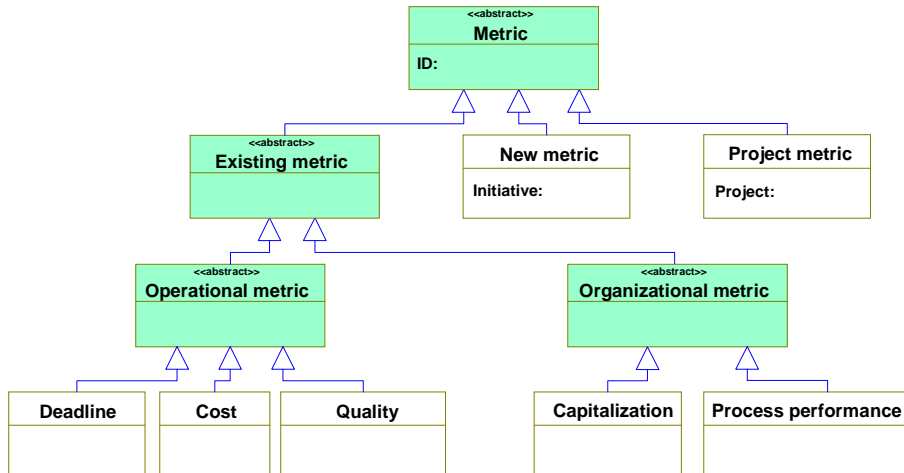 <<abstract>>
Metric
ID:
<<abstract>>
Existing metric
New metric
Initiative:
Project metric
Project:
<<abstract>>
Operational metric
<<abstract>>
Organizational metric
Deadline
Cost
Quality
Capitalization
Process performance